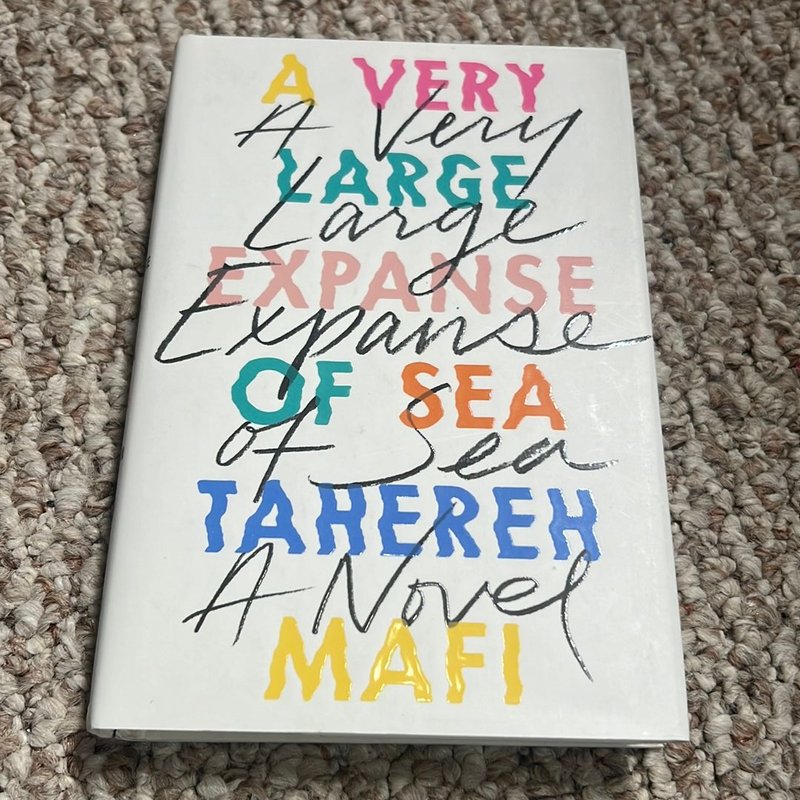 A VERY
A Very
LARGE
Large
EXPANSE
Expanse
OF SEA
of Sea
TAHEREH
A Novel
MAFI